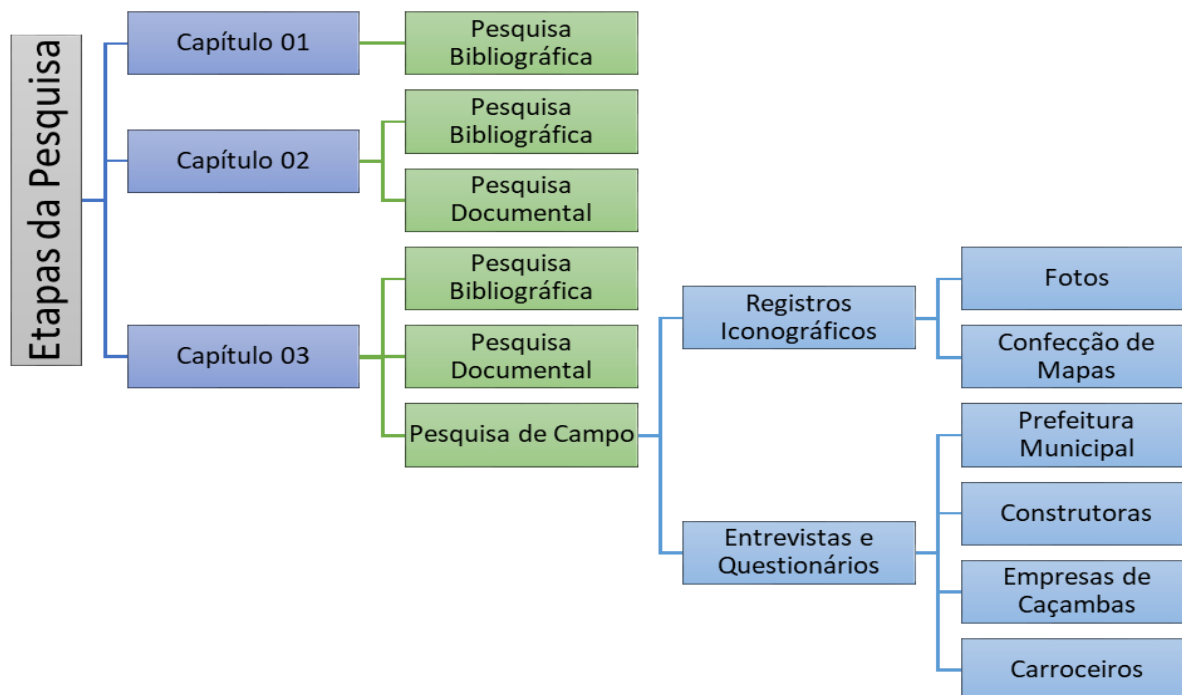 Etapas da Pesquisa
Capítulo 01
Pesquisa
Bibliográfica
Capítulo 02
Pesquisa
Bibliográfica
Pesquisa
Documental
Capítulo 03
Pesquisa
Bibliográfica
Pesquisa
Documental
Pesquisa de Campo
Registros
Iconográficos
Fotos
Confecção de
Mapas
Entrevistas e
Questionários
Prefeitura
Municipal
Construtoras
Empresas de
Caçambas
Carroceiros